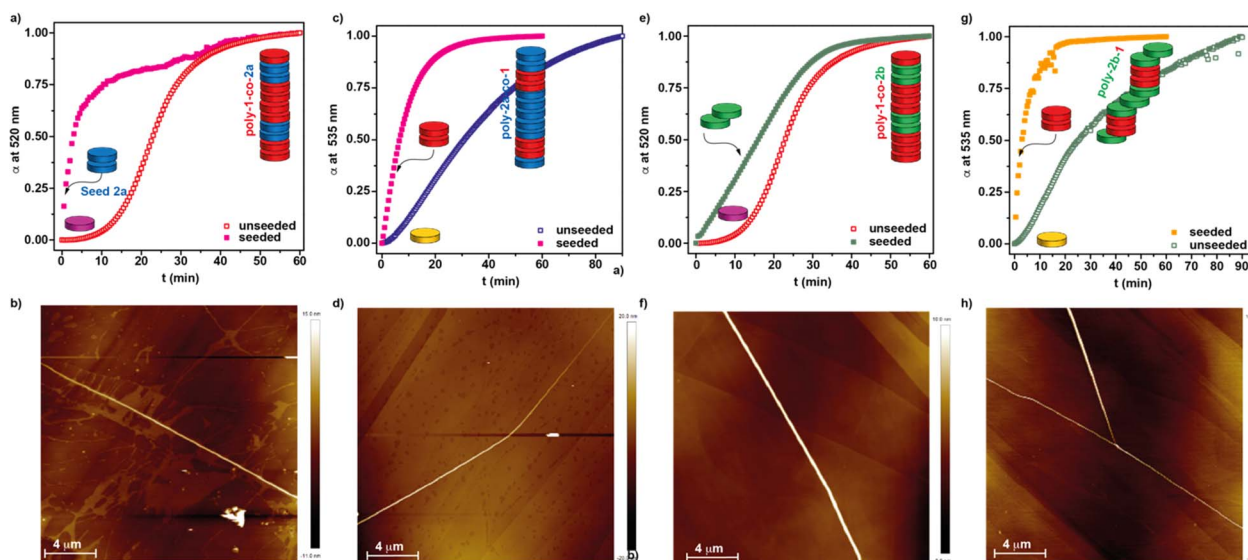 a)
1.00
0.75
0.50
0.25
0.00
α at 520 nm
0 10 20 30 40 50 60
t (min)
Seed 2a
poly-1-co-2a
unseeded
seeded
c)
1.00
0.75
0.50
0.25
0.00
α at 535 nm
0 20 40 60
t (min)
a)
poly-2a-co-1
unseeded
seeded
e)
1.00
0.75
0.50
0.25
0.00
α at 520 nm
0 10 20 30 40 50 60
t (min)
poly-1-co-2b
unseeded
seeded
g)
1.00
0.75
0.50
0.25
0.00
α at 535 nm
0 10 20 30 40 50 60 70 80 90
t (min)
poly-2b-1
seeded
unseeded
b)
4 μm
d)
20.0 nm
4 μm
b)
f)
4 μm
h)
4 μm